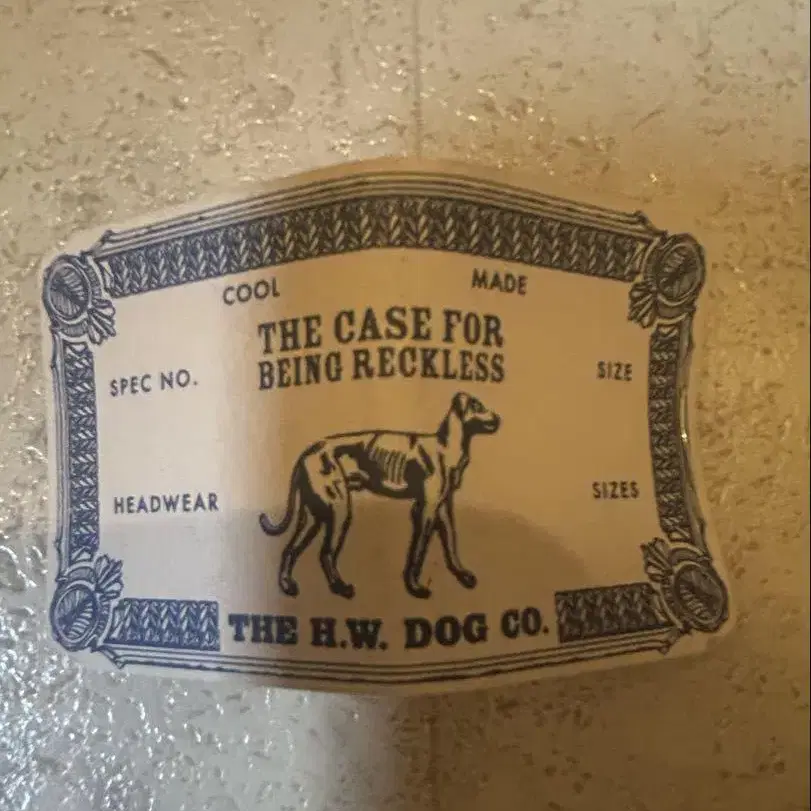 COOL MADE
THE CASE FOR
BEING RECKLESS
SPEC NO. SIZE
HEADWEAR SIZES
THE H.W. DOG CO.